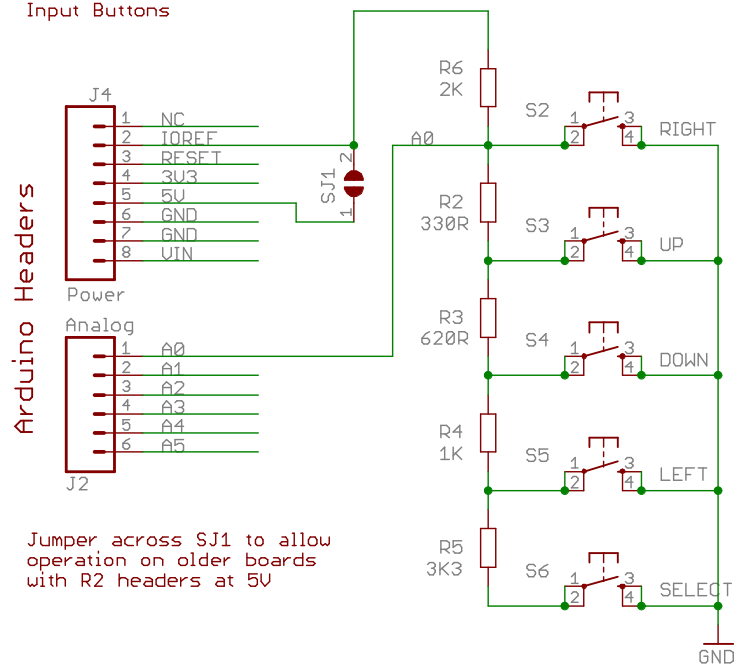 Input Buttons
J4
1 NC
2 IOREF
3 RESET
4 3V3
5 5V
6 GND
7 GND
8 VIN
Power
Arduino Headers
Analog
1 A0
2 A1
3 A2
4 A3
5 A4
6 A5
J2
2
SJ1
1
A0
R6
2K
S2
1 3
2 4
RIGHT
R2
330R
S3
1 3
2 4
UP
R3
620R
S4
1 3
2 4
DOWN
R4
1K
S5
1 3
2 4
LEFT
R5
3K3
S6
1 3
2 4
SELECT
GND
Jumper across SJ1 to allow
operation on older boards
with R2 headers at 5V